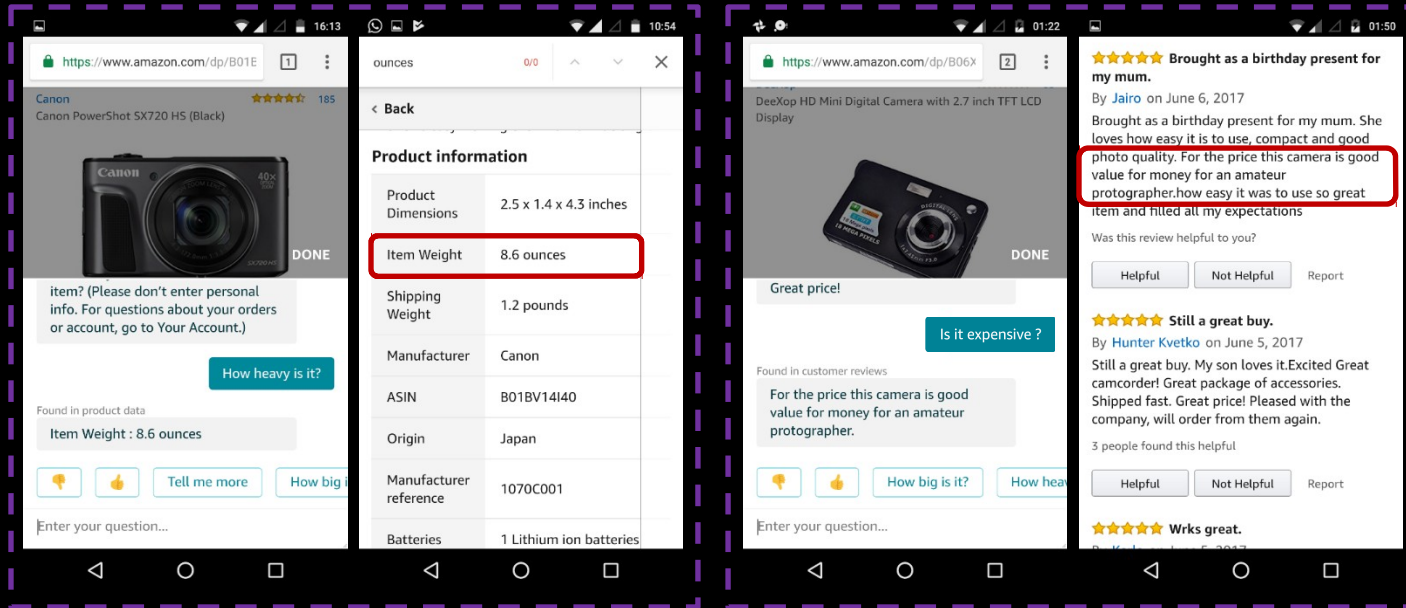 16:13
https://www.amazon.com/dp/B01E
1
Canon
185
Canon PowerShot SX720 HS (Black)
Canon
40×
SX720 HS
DONE
item? (Please don't enter personal
info. For questions about your orders
or account, go to Your Account.)
How heavy is it?
Found in product data
Item Weight : 8.6 ounces
Tell me more
How big i
Enter your question...
10:54
ounces
0/0
< Back
Product information
Product
Dimensions
2.5 x 1.4 x 4.3 inches
Item Weight
8.6 ounces
Shipping
Weight
1.2 pounds
Manufacturer
Canon
ASIN
B01BV14I40
Origin
Japan
Manufacturer
reference
1070C001
Batteries
1 Lithium ion batteries
01:22
https://www.amazon.com/dp/B06X
2
DeeXop HD Mini Digital Camera with 2.7 inch TFT LCD
Display
DIGITAL
18 MEGA PIXELS
DONE
Great price!
Is it expensive ?
Found in customer reviews
For the price this camera is good
value for money for an amateur
protographer.
How big is it?
How heav
Enter your question...
01:50
Brought as a birthday present for
my mum.
By Jairo on June 6, 2017
Brought as a birthday present for my mum. She
loves how easy it is to use, compact and good
photo quality. For the price this camera is good
value for money for an amateur
protographer.how easy it was to use so great
item and filled all my expectations
Was this review helpful to you?
Helpful
Not Helpful
Report
Still a great buy.
By Hunter Kvetko on June 5, 2017
Still a great buy. My son loves it.Excited Great
camcorder! Great package of accessories.
Shipped fast. Great price! Pleased with the
company, will order from them again.
3 people found this helpful
Helpful
Not Helpful
Report
Wrks great.